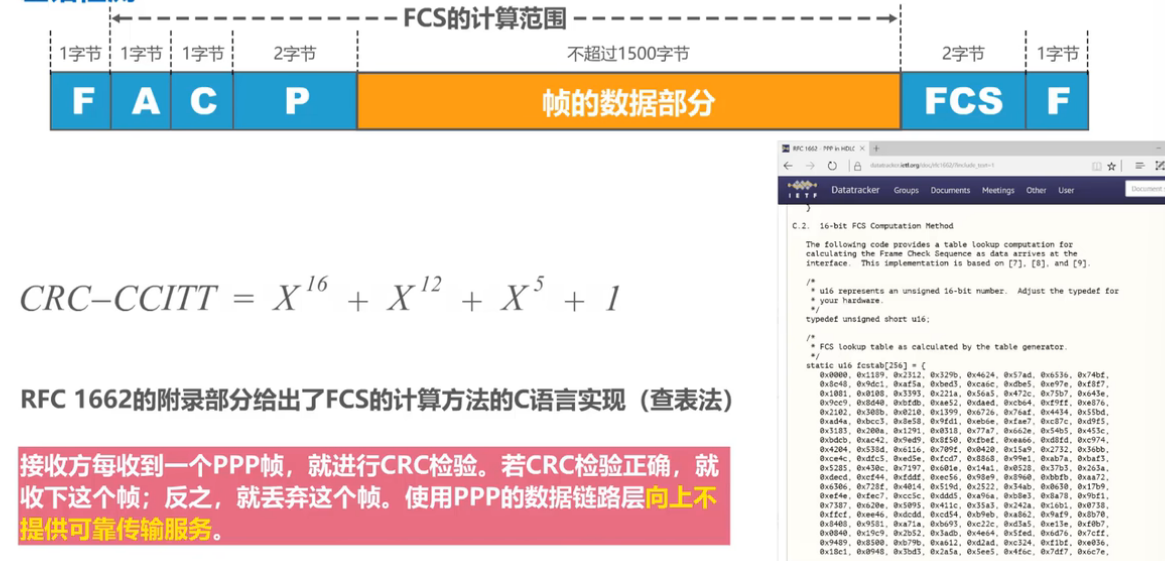 FCS的计算范围
1字节 1字节 1字节 2字节 不超过1500字节 2字节 1字节
F A C P 帧的数据部分 FCS F
CRC–CCITT = X^16 + X^12 + X^5 + 1
RFC 1662的附录部分给出了FCS的计算方法的C语言实现（查表法）
接收方每收到一个PPP帧，就进行CRC检验。若CRC检验正确，就
收下这个帧；反之，就丢弃这个帧。使用PPP的数据链路层向上不
提供可靠传输服务。
RFC 1662 - PPP in HDLC
IETF Datatracker Groups Documents Meetings Other User Document
}
C.2. 16-bit FCS Computation Method
The following code provides a table lookup computation for
calculating the Frame Check Sequence as data arrives at the
interface. This implementation is based on [7], [8], and [9].
/*
* u16 represents an unsigned 16-bit number. Adjust the typedef for
* your hardware.
*/
typedef unsigned short u16;
/*
* FCS lookup table as calculated by the table generator.
*/
static u16 fcstab[256] = {
0x0000, 0x1189, 0x2312, 0x329b, 0x4624, 0x57ad, 0x6536, 0x74bf,
0x8c48, 0x9dc1, 0xaf5a, 0xbed3, 0xca6c, 0xdbe5, 0xe97e, 0xf8f7,
0x1081, 0x0108, 0x3393, 0x221a, 0x56a5, 0x472c, 0x75b7, 0x643e,
0x9cc9, 0x8d40, 0xbfdb, 0xae52, 0xdaed, 0xcb64, 0xf9ff, 0xe876,
0x2102, 0x308b, 0x0210, 0x1399, 0x6726, 0x76af, 0x4434, 0x55bd,
0xad4a, 0xbcc3, 0x8e58, 0x9fd1, 0xeb6e, 0xfae7, 0xc87c, 0xd9f5,
0x3183, 0x200a, 0x1291, 0x0318, 0x77a7, 0x662e, 0x54b5, 0x453c,
0xbdcb, 0xac42, 0x9ed9, 0x8f50, 0xfbef, 0xea66, 0xd8fd, 0xc974,
0x4204, 0x538d, 0x6116, 0x709f, 0x0420, 0x15a9, 0x2732, 0x36bb,
0xce4c, 0xdfc5, 0xed5e, 0xfcd7, 0x8868, 0x99e1, 0xab7a, 0xbaf3,
0x5285, 0x430c, 0x7197, 0x601e, 0x14a1, 0x0528, 0x37b3, 0x263a,
0xdecd, 0xcf44, 0xfddf, 0xec56, 0x98e9, 0x8960, 0xbbfb, 0xaa72,
0x6306, 0x728f, 0x4014, 0x519d, 0x2522, 0x34ab, 0x0630, 0x17b9,
0xef4e, 0xfec7, 0xcc5c, 0xddd5, 0xa96a, 0xb8e3, 0x8a78, 0x9bf1,
0x7387, 0x620e, 0x5095, 0x411c, 0x35a3, 0x242a, 0x16b1, 0x0738,
0xffcf, 0xee46, 0xdcdd, 0xcd54, 0xb9eb, 0xa862, 0x9af9, 0x8b70,
0x8408, 0x9581, 0xa71a, 0xb693, 0xc22c, 0xd3a5, 0xe13e, 0xf0b7,
0x0840, 0x19c9, 0x2b52, 0x3adb, 0x4e64, 0x5fed, 0x6d76, 0x7cff,
0x9489, 0x8500, 0xb79b, 0xa612, 0xd2ad, 0xc324, 0xf1bf, 0xe036,
0x18c1, 0x0948, 0x3bd3, 0x2a5a, 0x5ee5, 0x4f6c, 0x7df7, 0x6c7e,